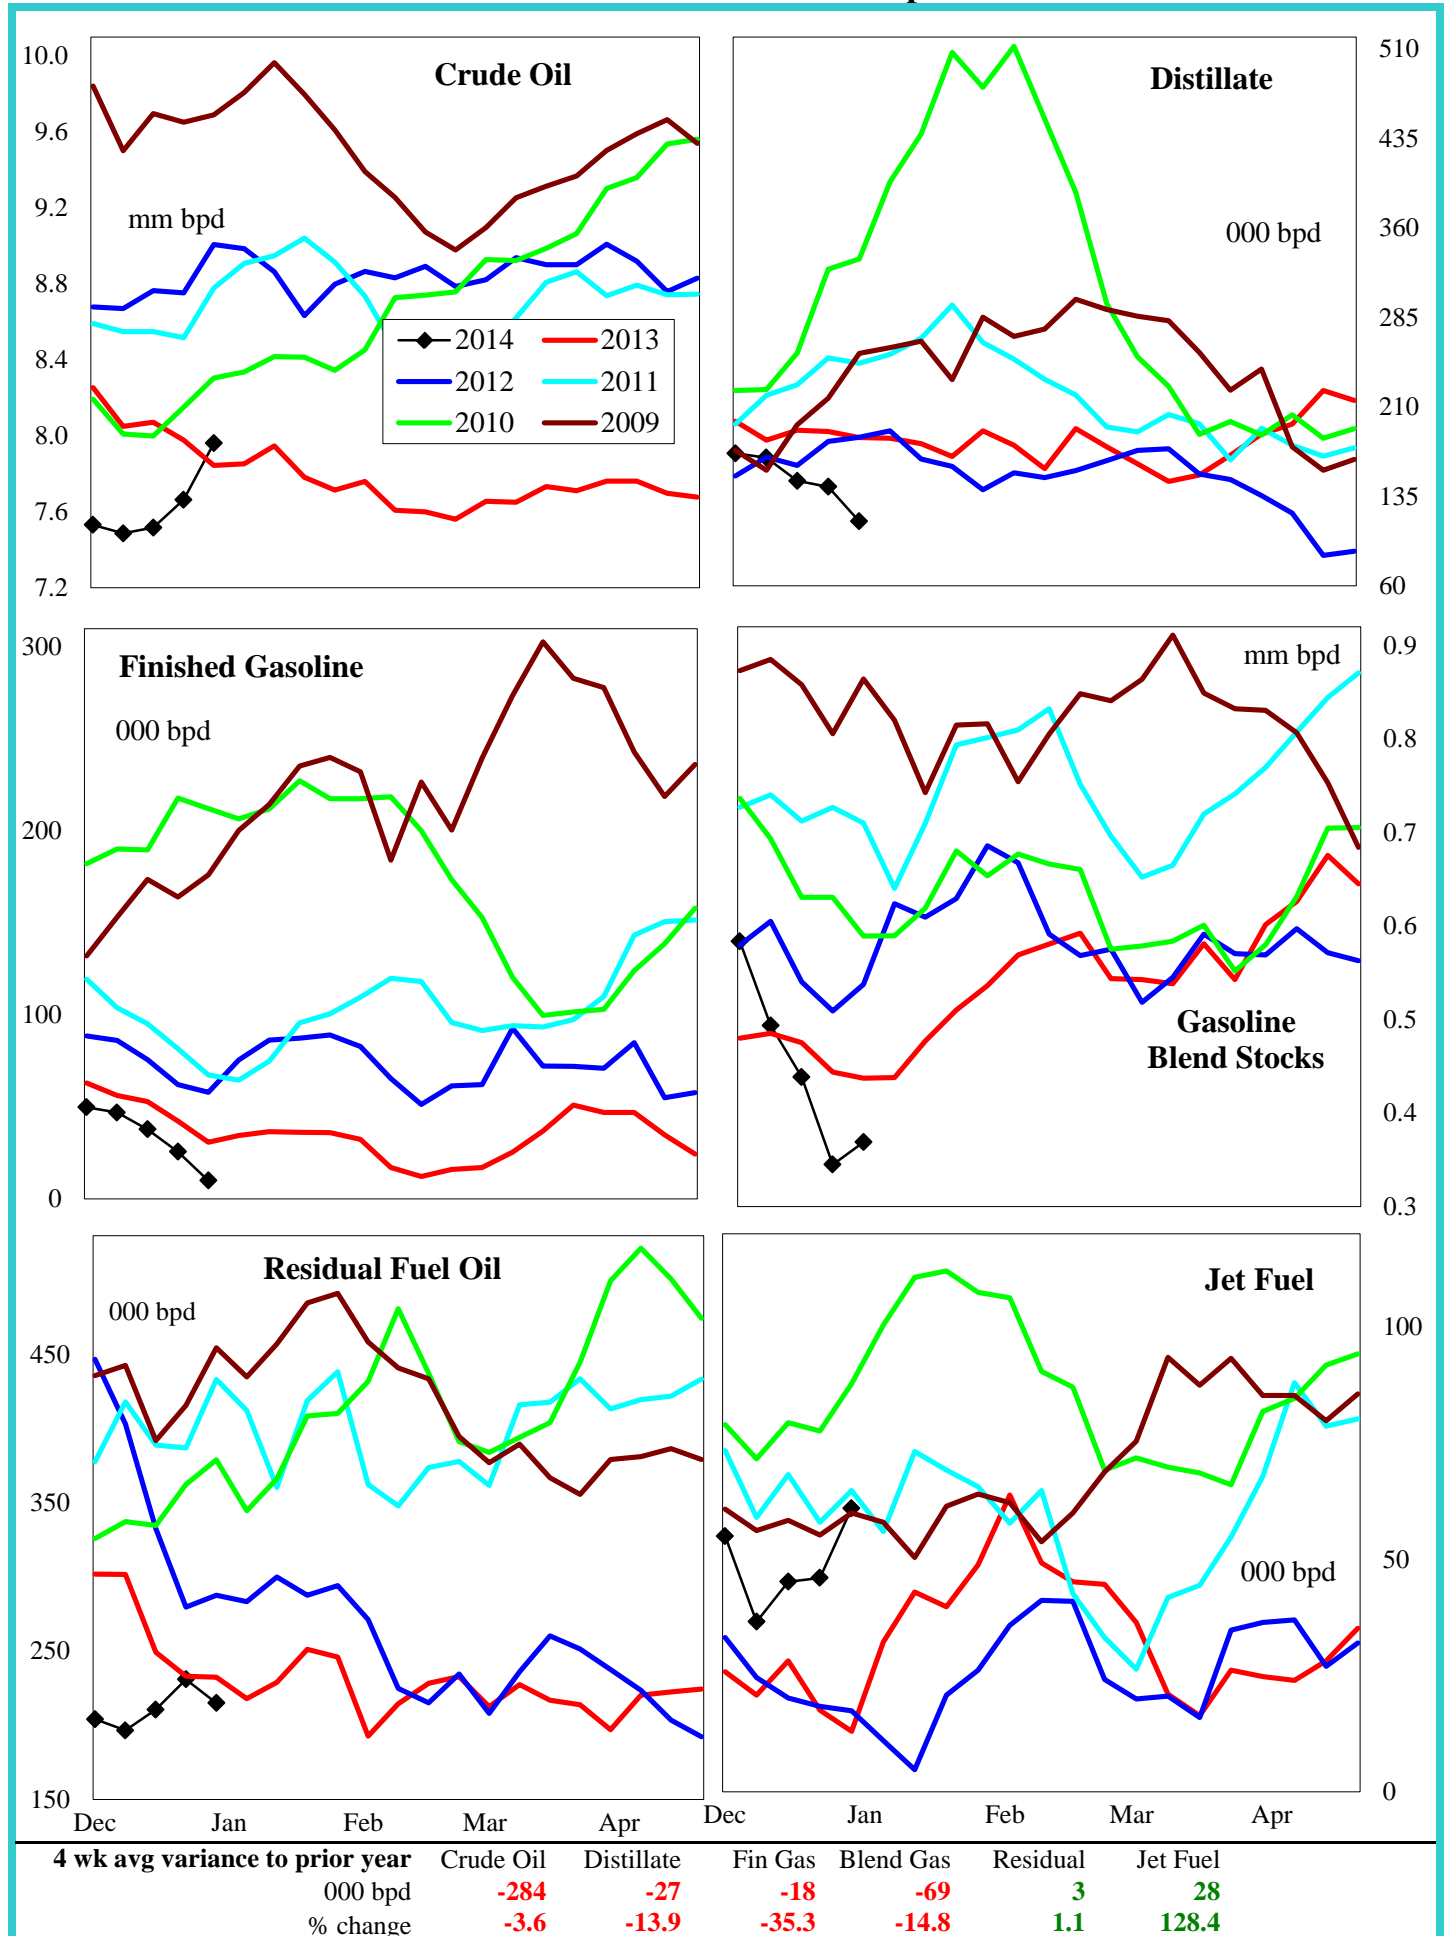 10.0
9.6
9.2
8.8
8.4
8.0
7.6
7.2
Crude Oil
mm bpd
2014
2013
2012
2011
2010
2009
Distillate
000 bpd
510
435
360
285
210
135
60
300
200
100
0
Finished Gasoline
000 bpd
mm bpd
Gasoline
Blend Stocks
0.9
0.8
0.7
0.6
0.5
0.4
0.3
Residual Fuel Oil
000 bpd
450
350
250
150
Dec Jan Feb Mar Apr
Jet Fuel
000 bpd
100
50
0
Dec Jan Feb Mar Apr
4 wk avg variance to prior year Crude Oil Distillate Fin Gas Blend Gas Residual Jet Fuel
000 bpd -284 -27 -18 -69 3 28
% change -3.6 -13.9 -35.3 -14.8 1.1 128.4